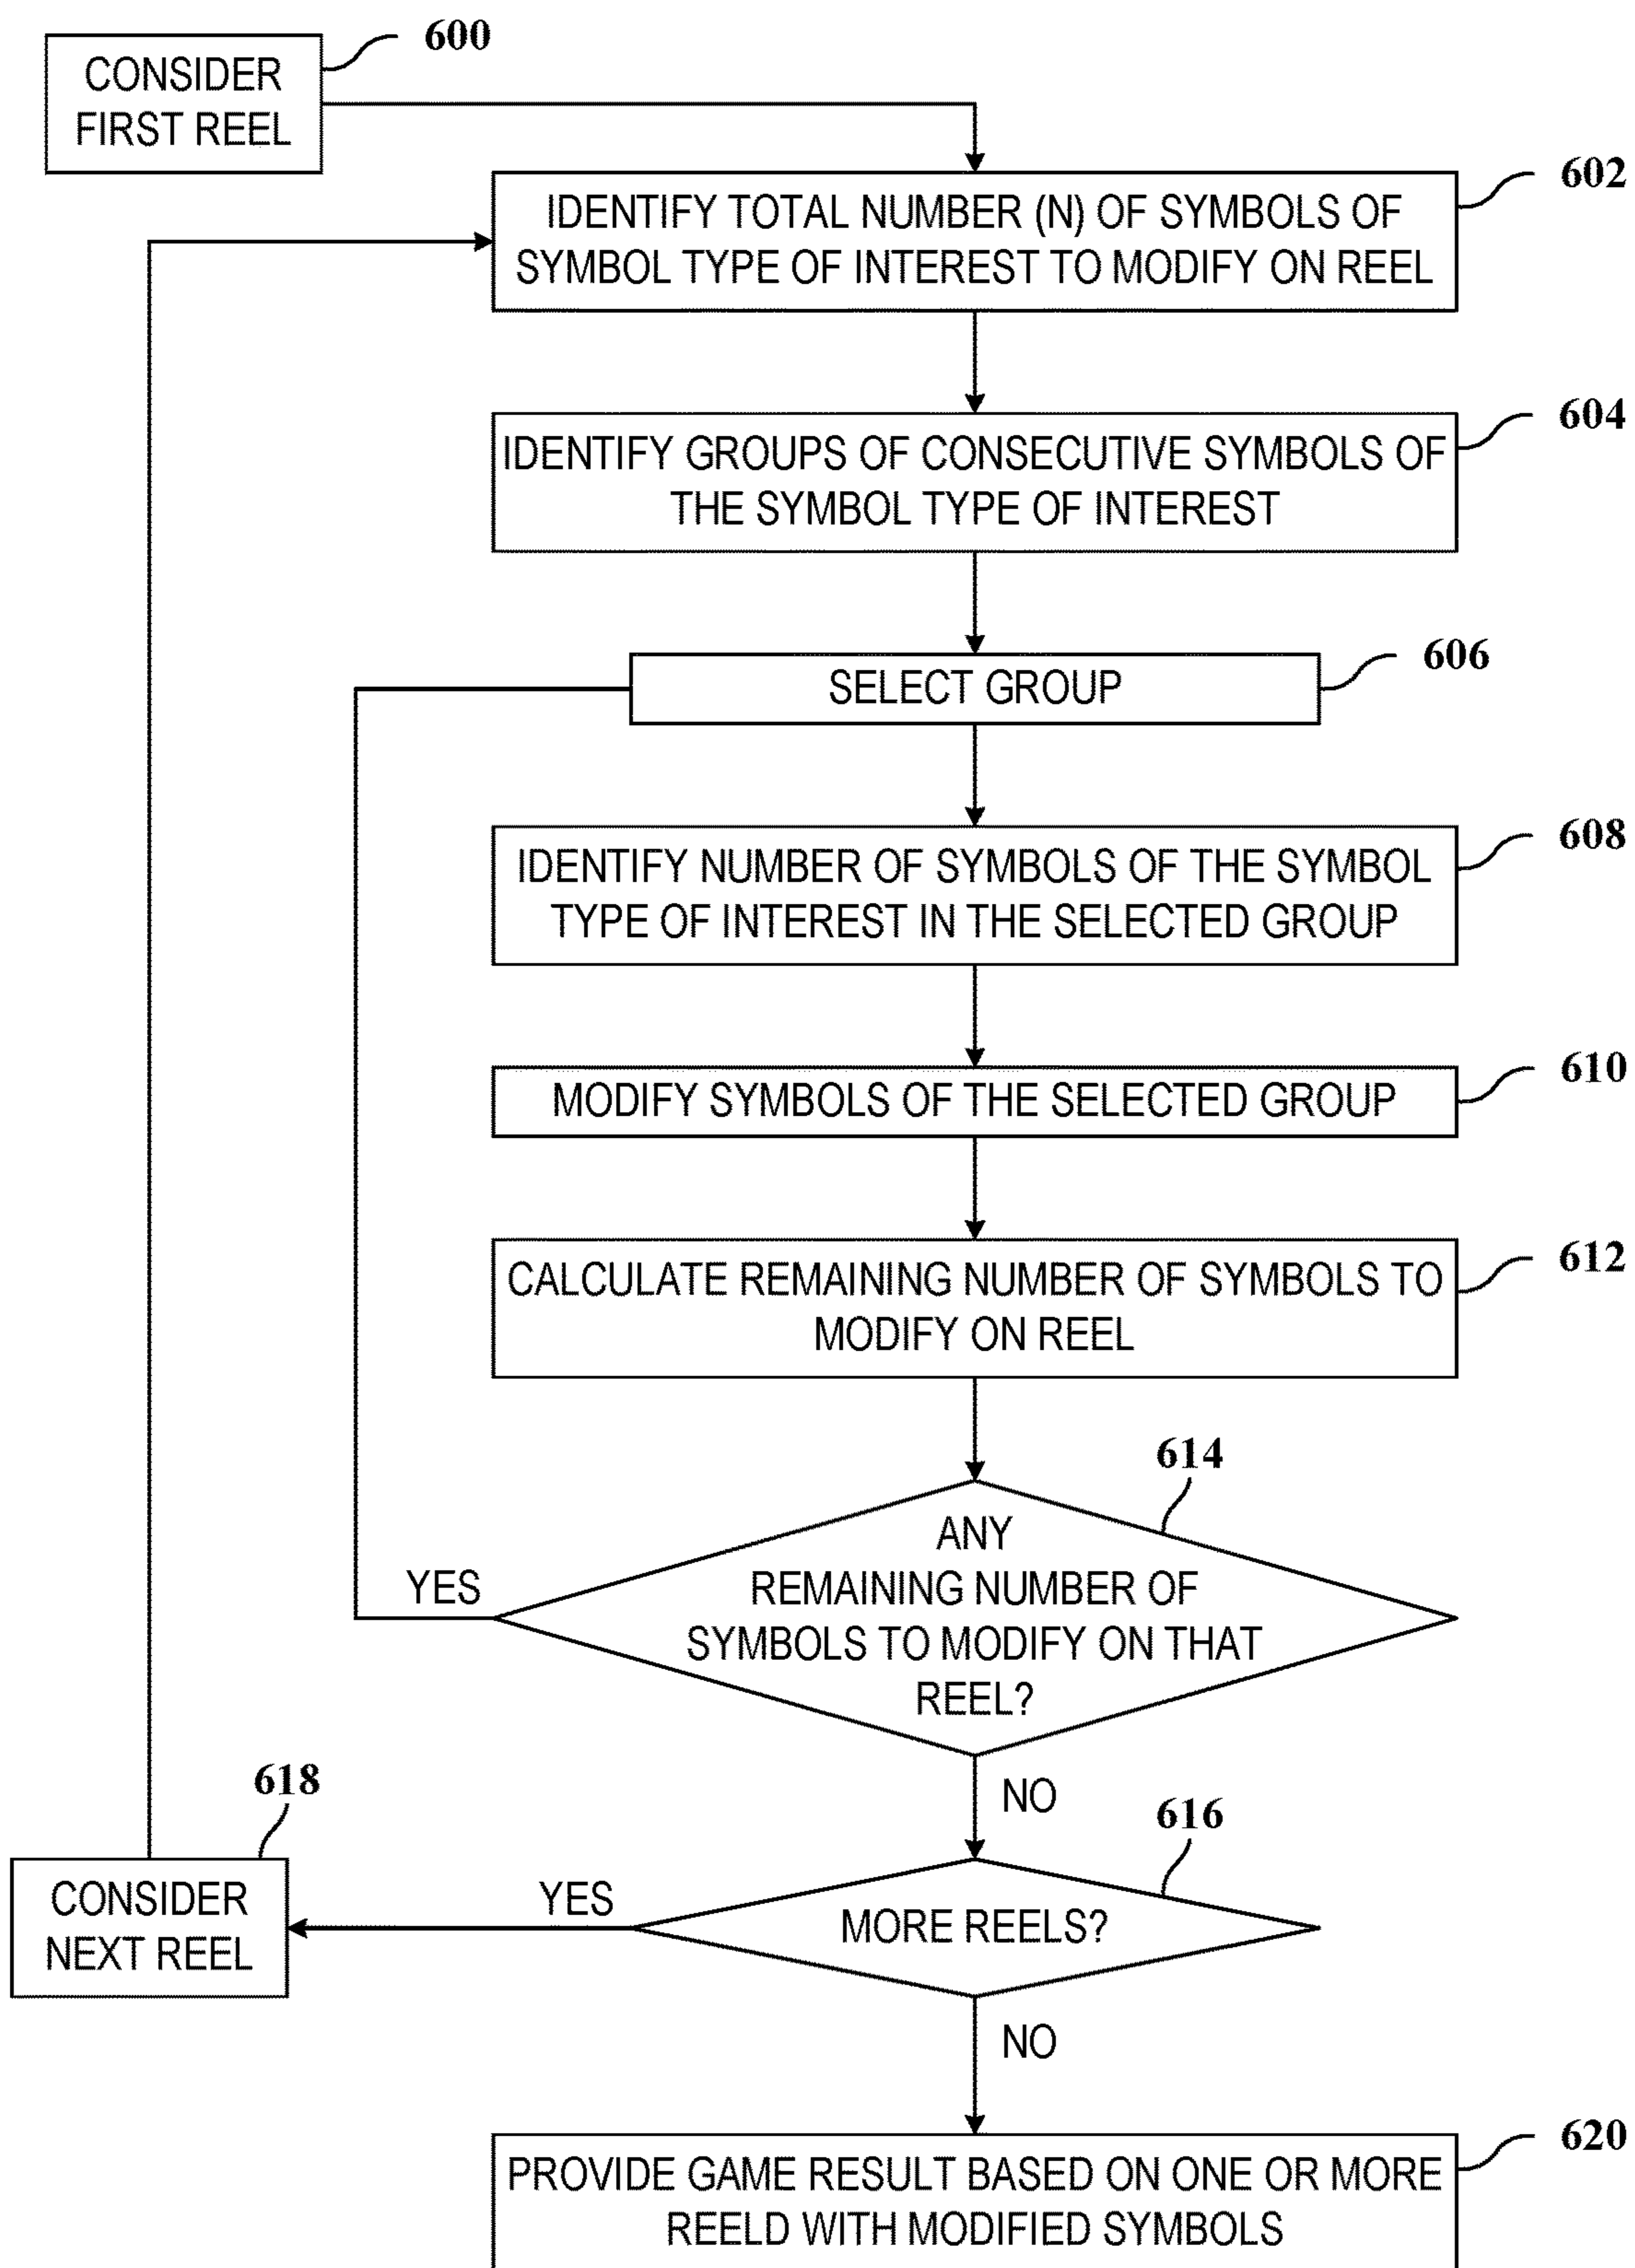 600
CONSIDER
FIRST REEL
602
IDENTIFY TOTAL NUMBER (N) OF SYMBOLS OF
SYMBOL TYPE OF INTEREST TO MODIFY ON REEL
604
IDENTIFY GROUPS OF CONSECUTIVE SYMBOLS OF
THE SYMBOL TYPE OF INTEREST
606
SELECT GROUP
608
IDENTIFY NUMBER OF SYMBOLS OF THE SYMBOL
TYPE OF INTEREST IN THE SELECTED GROUP
610
MODIFY SYMBOLS OF THE SELECTED GROUP
612
CALCULATE REMAINING NUMBER OF SYMBOLS TO
MODIFY ON REEL
614
ANY
REMAINING NUMBER OF
SYMBOLS TO MODIFY ON THAT
REEL?
YES
NO
616
MORE REELS?
YES
618
CONSIDER
NEXT REEL
NO
620
PROVIDE GAME RESULT BASED ON ONE OR MORE
REELD WITH MODIFIED SYMBOLS